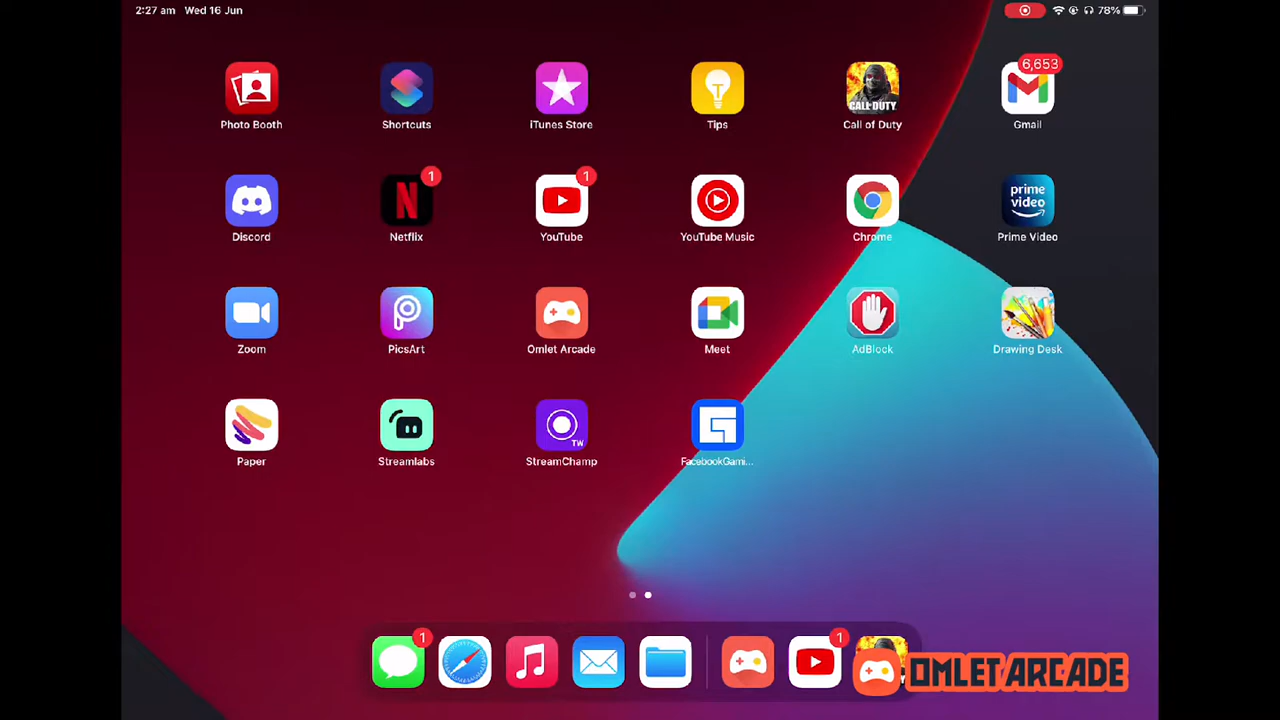 2:27 am Wed 16 Jun
78%
6,653
CALL DUTY
Photo Booth
Shortcuts
iTunes Store
Tips
Call of Duty
Gmail
1
1
prime video
Discord
Netflix
YouTube
YouTube Music
Chrome
Prime Video
Zoom
PicsArt
Omlet Arcade
Meet
AdBlock
Drawing Desk
TW
Paper
Streamlabs
StreamChamp
FacebookGami...
1
1
OMLET ARCADE